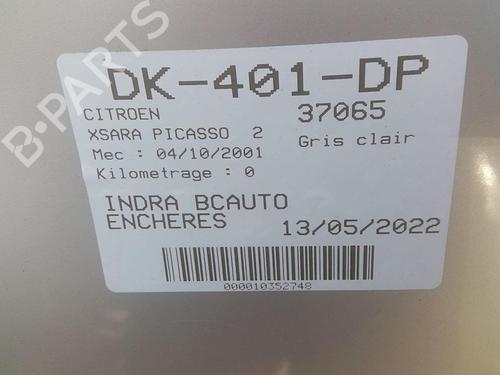 DK-401-DP
CITROEN 37065
XSARA PICASSO 2 Gris clair
Mec : 04/10/2001
Kilometrage : 0
INDRA BCAUTO
ENCHERES 13/05/2022
000010352748
B-PARTS